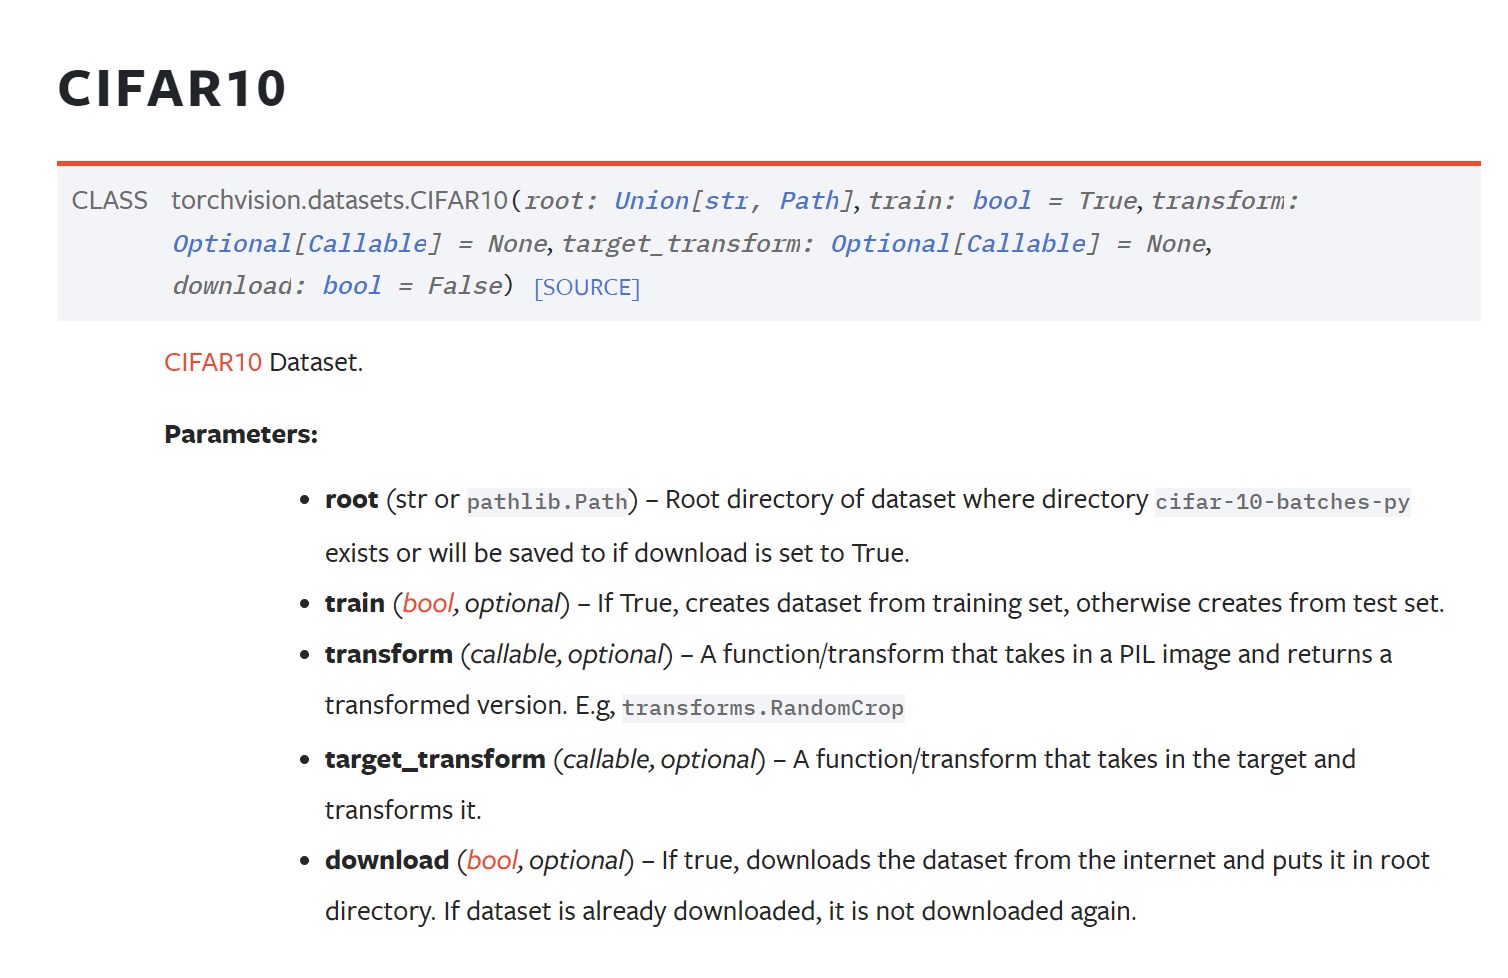 CIFAR10
CLASS torchvision.datasets.CIFAR10(root: Union[str, Path], train: bool = True, transform:
Optional[Callable] = None, target_transform: Optional[Callable] = None,
download: bool = False) [SOURCE]
CIFAR10 Dataset.
Parameters:
• root (str or pathlib.Path) – Root directory of dataset where directory cifar-10-batches-py
exists or will be saved to if download is set to True.
• train (bool, optional) – If True, creates dataset from training set, otherwise creates from test set.
• transform (callable, optional) – A function/transform that takes in a PIL image and returns a
transformed version. E.g, transforms.RandomCrop
• target_transform (callable, optional) – A function/transform that takes in the target and
transforms it.
• download (bool, optional) – If true, downloads the dataset from the internet and puts it in root
directory. If dataset is already downloaded, it is not downloaded again.